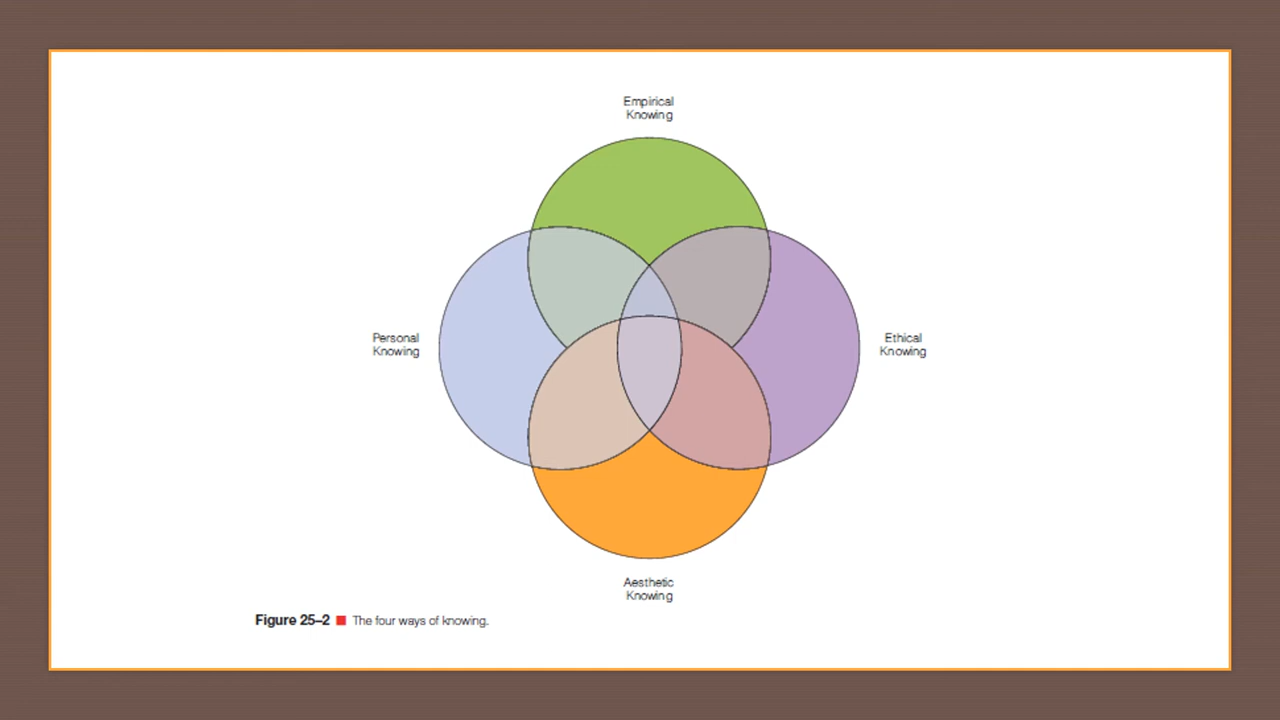 Empirical
Knowing
Personal
Knowing
Ethical
Knowing
Aesthetic
Knowing
Figure 25–2 ■ The four ways of knowing.